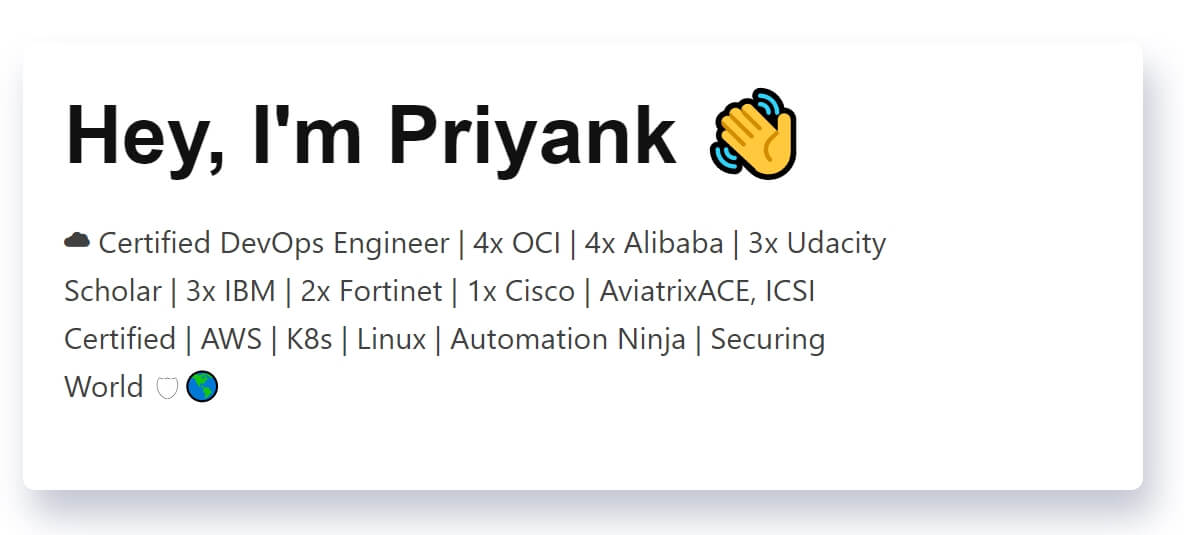 Hey, I'm Priyank 👋
☁ Certified DevOps Engineer | 4x OCI | 4x Alibaba | 3x Udacity
Scholar | 3x IBM | 2x Fortinet | 1x Cisco | AviatrixACE, ICSI
Certified | AWS | K8s | Linux | Automation Ninja | Securing
World 🛡🌎